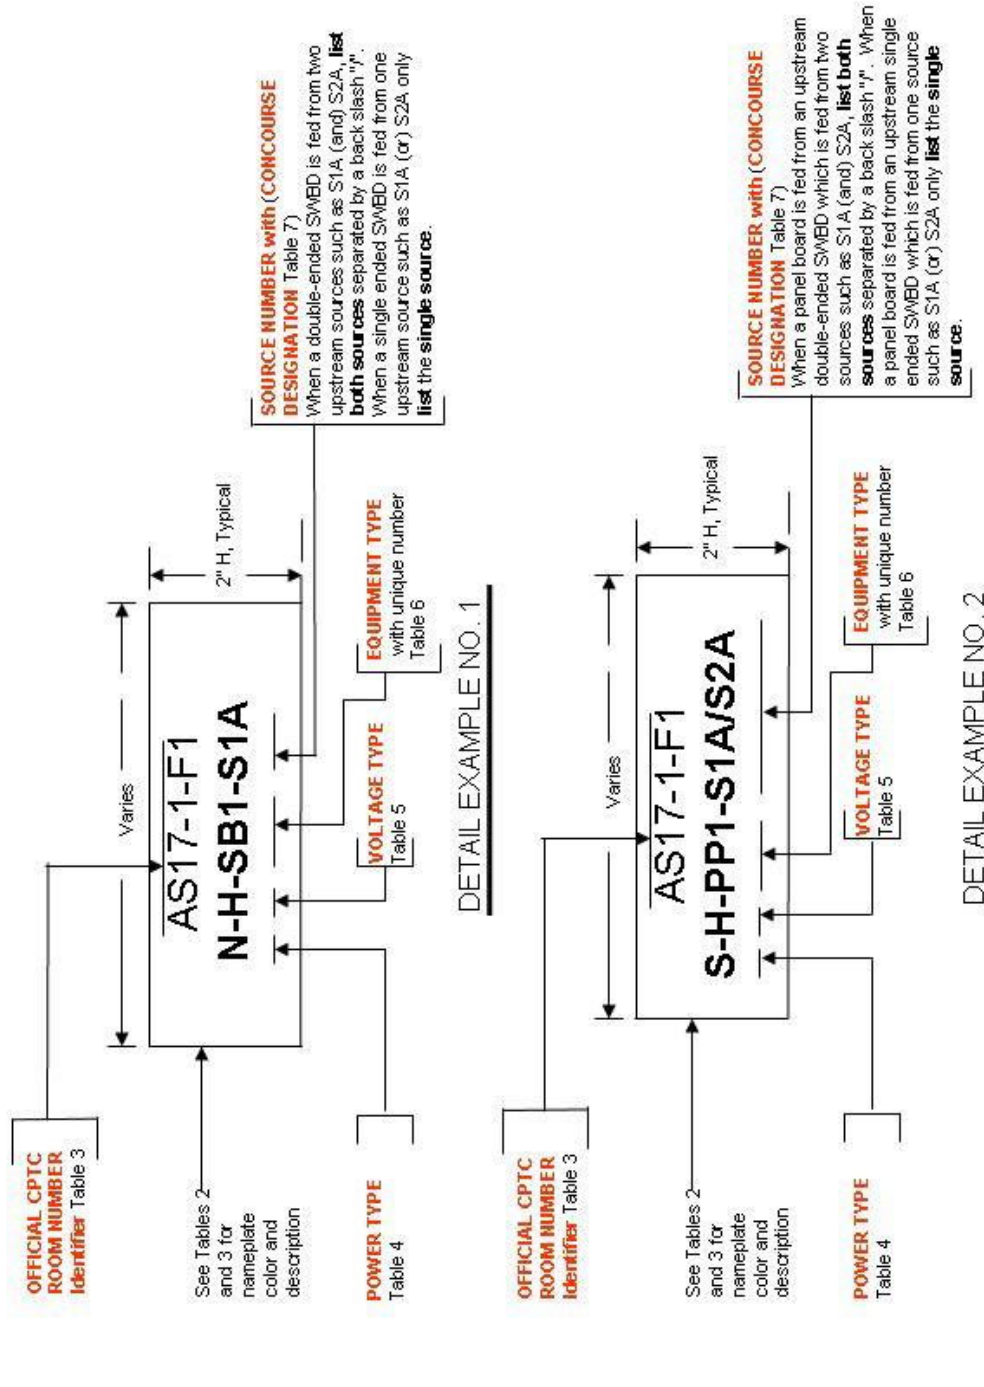 OFFICIAL CPTC
ROOM NUMBER
Identifier Table 3
Varies
See Tables 2
and 3 for
nameplate
color and
description
AS17-1-F1
N-H-SB1-S1A
2" H, Typical
SOURCE NUMBER with (CONCOURSE
DESIGNATION Table 7)
When a double-ended SWBD is fed from two
upstream sources such as S1A (and) S2A, list
both sources separated by a back slash "/".
When a single ended SWBD is fed from one
upstream source such as S1A (or) S2A only
list the single source.
POWER TYPE
Table 4
VOLTAGE TYPE
Table 5
EQUIPMENT TYPE
with unique number
Table 6
DETAIL EXAMPLE NO. 1
OFFICIAL CPTC
ROOM NUMBER
Identifier Table 3
Varies
See Tables 2
and 3 for
nameplate
color and
description
AS17-1-F1
S-H-PP1-S1A/S2A
2" H, Typical
SOURCE NUMBER with (CONCOURSE
DESIGNATION Table 7)
When a panel board is fed from an upstream
double-ended SWBD which is fed from two
sources such as S1A (and) S2A, list both
sources separated by a back slash "/". When
a panel board is fed from an upstream single
ended SWBD which is fed from one source
such as S1A (or) S2A only list the single
source.
POWER TYPE
Table 4
VOLTAGE TYPE
Table 5
EQUIPMENT TYPE
with unique number
Table 6
DETAIL EXAMPLE NO. 2